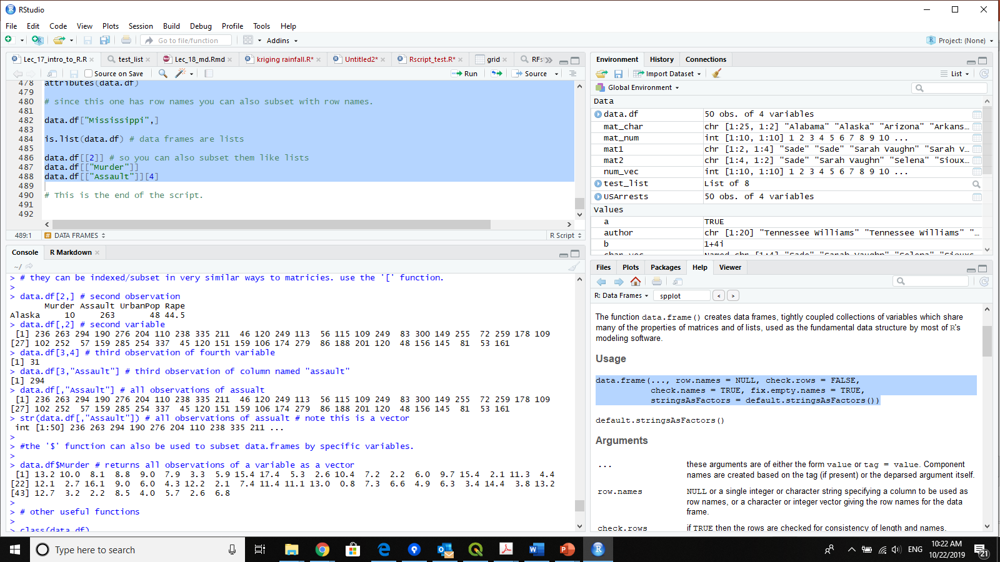 RStudio
File Edit Code View Plots Session Build Debug Profile Tools Help
Go to file/function Addins Project: (None)
Lec_17_intro_to_R.R test_list Lec_18_md.Rmd kriging rainfall.R* Untitled2* Rscript_test.R* grid RFs
Source on Save Run Source
478 attributes(data.df)
479
480 # since this one has row names you can also subset with row names.
481
482 data.df["Mississippi",]
483
484 is.list(data.df) # data frames are lists
485
486 data.df[[2]] # so you can also subset them like lists
487 data.df[["Murder"]]
488 data.df[["Assault"]][4]
489
490 # This is the end of the script.
491
492
489:1 # DATA FRAMES R Script
Console R Markdown
~/
> # they can be indexed/subset in very similar ways to matricies. use the '[' function.
>
> data.df[2,] # second observation
Murder Assault UrbanPop Rape
Alaska 10 263 48 44.5
> data.df[,2] # second variable
[1] 236 263 294 190 276 204 110 238 335 211 46 120 249 113 56 115 109 249 83 300 149 255 72 259 178 109
[27] 102 252 57 159 285 254 337 45 120 151 159 106 174 279 86 188 201 120 48 156 145 81 53 161
> data.df[3,4] # third observation of fourth variable
[1] 31
> data.df[3,"Assault"] # third observation of column named "assault"
[1] 294
> data.df[,"Assault"] # all observations of assualt
[1] 236 263 294 190 276 204 110 238 335 211 46 120 249 113 56 115 109 249 83 300 149 255 72 259 178 109
[27] 102 252 57 159 285 254 337 45 120 151 159 106 174 279 86 188 201 120 48 156 145 81 53 161
> str(data.df[,"Assault"]) # all observations of assualt # note this is a vector
int [1:50] 236 263 294 190 276 204 110 238 335 211 ...
>
> #the '$' function can also be used to subset data.frames by specific variables.
>
> data.df$Murder # returns all observations of a variable as a vector
[1] 13.2 10.0 8.1 8.8 9.0 7.9 3.3 5.9 15.4 17.4 5.3 2.6 10.4 7.2 2.2 6.0 9.7 15.4 2.1 11.3 4.4
[22] 12.1 2.7 16.1 9.0 6.0 4.3 12.2 2.1 7.4 11.4 11.1 13.0 0.8 7.3 6.6 4.9 6.3 3.4 14.4 3.8 13.2
[43] 12.7 3.2 2.2 8.5 4.0 5.7 2.6 6.8
>
> # other useful functions
>
> class(data.df)
Environment History Connections
Import Dataset List
Global Environment
Data
data.df 50 obs. of 4 variables
mat_char chr [1:25, 1:2] "Alabama" "Alaska" "Arizona" "Arkans…
mat_num int [1:10, 1:10] 1 2 3 4 5 6 7 8 9 10 ...
mat1 chr [1:2, 1:4] "Sade" "Sade" "Sarah Vaughn" "Sarah V…
mat2 chr [1:4, 1:2] "Sade" "Sarah Vaughn" "Selena" "Sioux…
num_vec int [1:10, 1:10] 1 2 3 4 5 6 7 8 9 10 ...
test_list List of 8
USArrests 50 obs. of 4 variables
Values
a TRUE
author chr [1:20] "Tennessee Williams" "Tennessee Williams" "…
b 1+4i
char_vec Named chr [1:4] "Sade" "Sarah Vaughn" "Selena" "Sioux
Files Plots Packages Help Viewer
R: Data Frames spplot < >
The function data.frame() creates data frames, tightly coupled collections of variables which share
many of the properties of matrices and of lists, used as the fundamental data structure by most of R's
modeling software.
Usage
data.frame(..., row.names = NULL, check.rows = FALSE,
check.names = TRUE, fix.empty.names = TRUE,
stringsAsFactors = default.stringsAsFactors())
default.stringsAsFactors()
Arguments
... these arguments are of either the form value or tag = value. Component
names are created based on the tag (if present) or the deparsed argument itself.
row.names NULL or a single integer or character string specifying a column to be used as
row names, or a character or integer vector giving the row names for the data
frame.
check.rows if TRUE then the rows are checked for consistency of length and names.
Type here to search ENG 10:22 AM
10/22/2019 21